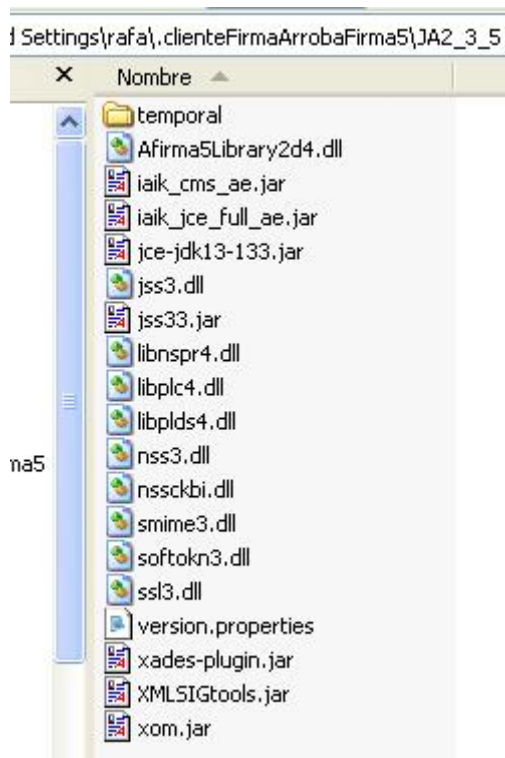 d Settings\rafa\.clienteFirmaArrobaFirma5\JA2_3_5
Nombre
temporal
Afirma5Library2d4.dll
iaik_cms_ae.jar
iaik_jce_full_ae.jar
jce-jdk13-133.jar
jss3.dll
jss33.jar
libnspr4.dll
libplc4.dll
libplds4.dll
ma5
nss3.dll
nssckbi.dll
smime3.dll
softokn3.dll
ssl3.dll
version.properties
xades-plugin.jar
XMLSIGtools.jar
xom.jar